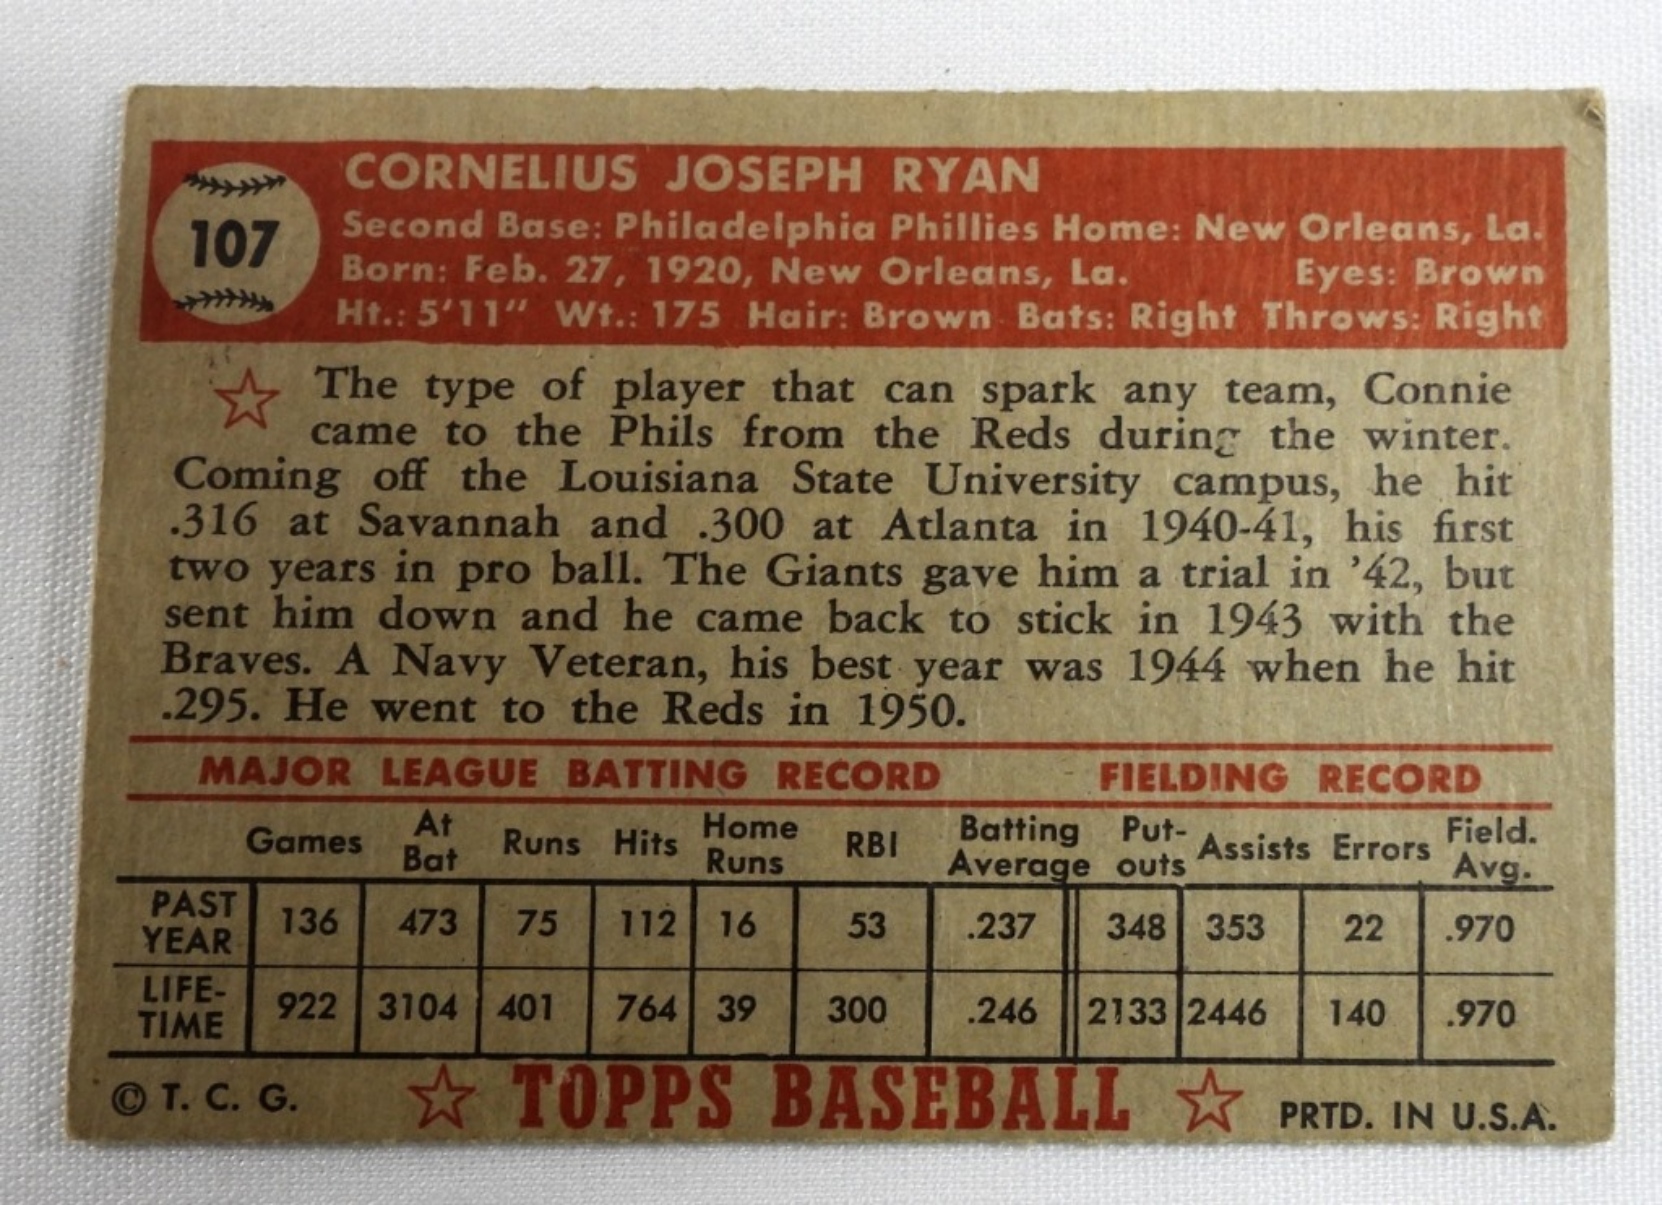 107
CORNELIUS JOSEPH RYAN
Second Base: Philadelphia Phillies Home: New Orleans, La.
Born: Feb. 27, 1920, New Orleans, La. Eyes: Brown
Ht.: 5'11" Wt.: 175 Hair: Brown Bats: Right Throws: Right
The type of player that can spark any team, Connie
came to the Phils from the Reds during the winter.
Coming off the Louisiana State University campus, he hit
.316 at Savannah and .300 at Atlanta in 1940-41, his first
two years in pro ball. The Giants gave him a trial in '42, but
sent him down and he came back to stick in 1943 with the
Braves. A Navy Veteran, his best year was 1944 when he hit
.295. He went to the Reds in 1950.
MAJOR LEAGUE BATTING RECORD FIELDING RECORD
Games At Bat Runs Hits Home Runs RBI Batting Average Put-outs Assists Errors Field. Avg.
PAST YEAR 136 473 75 112 16 53 .237 348 353 22 .970
LIFE-TIME 922 3104 401 764 39 300 .246 2133 2446 140 .970
© T. C. G. TOPPS BASEBALL PRTD. IN U.S.A.